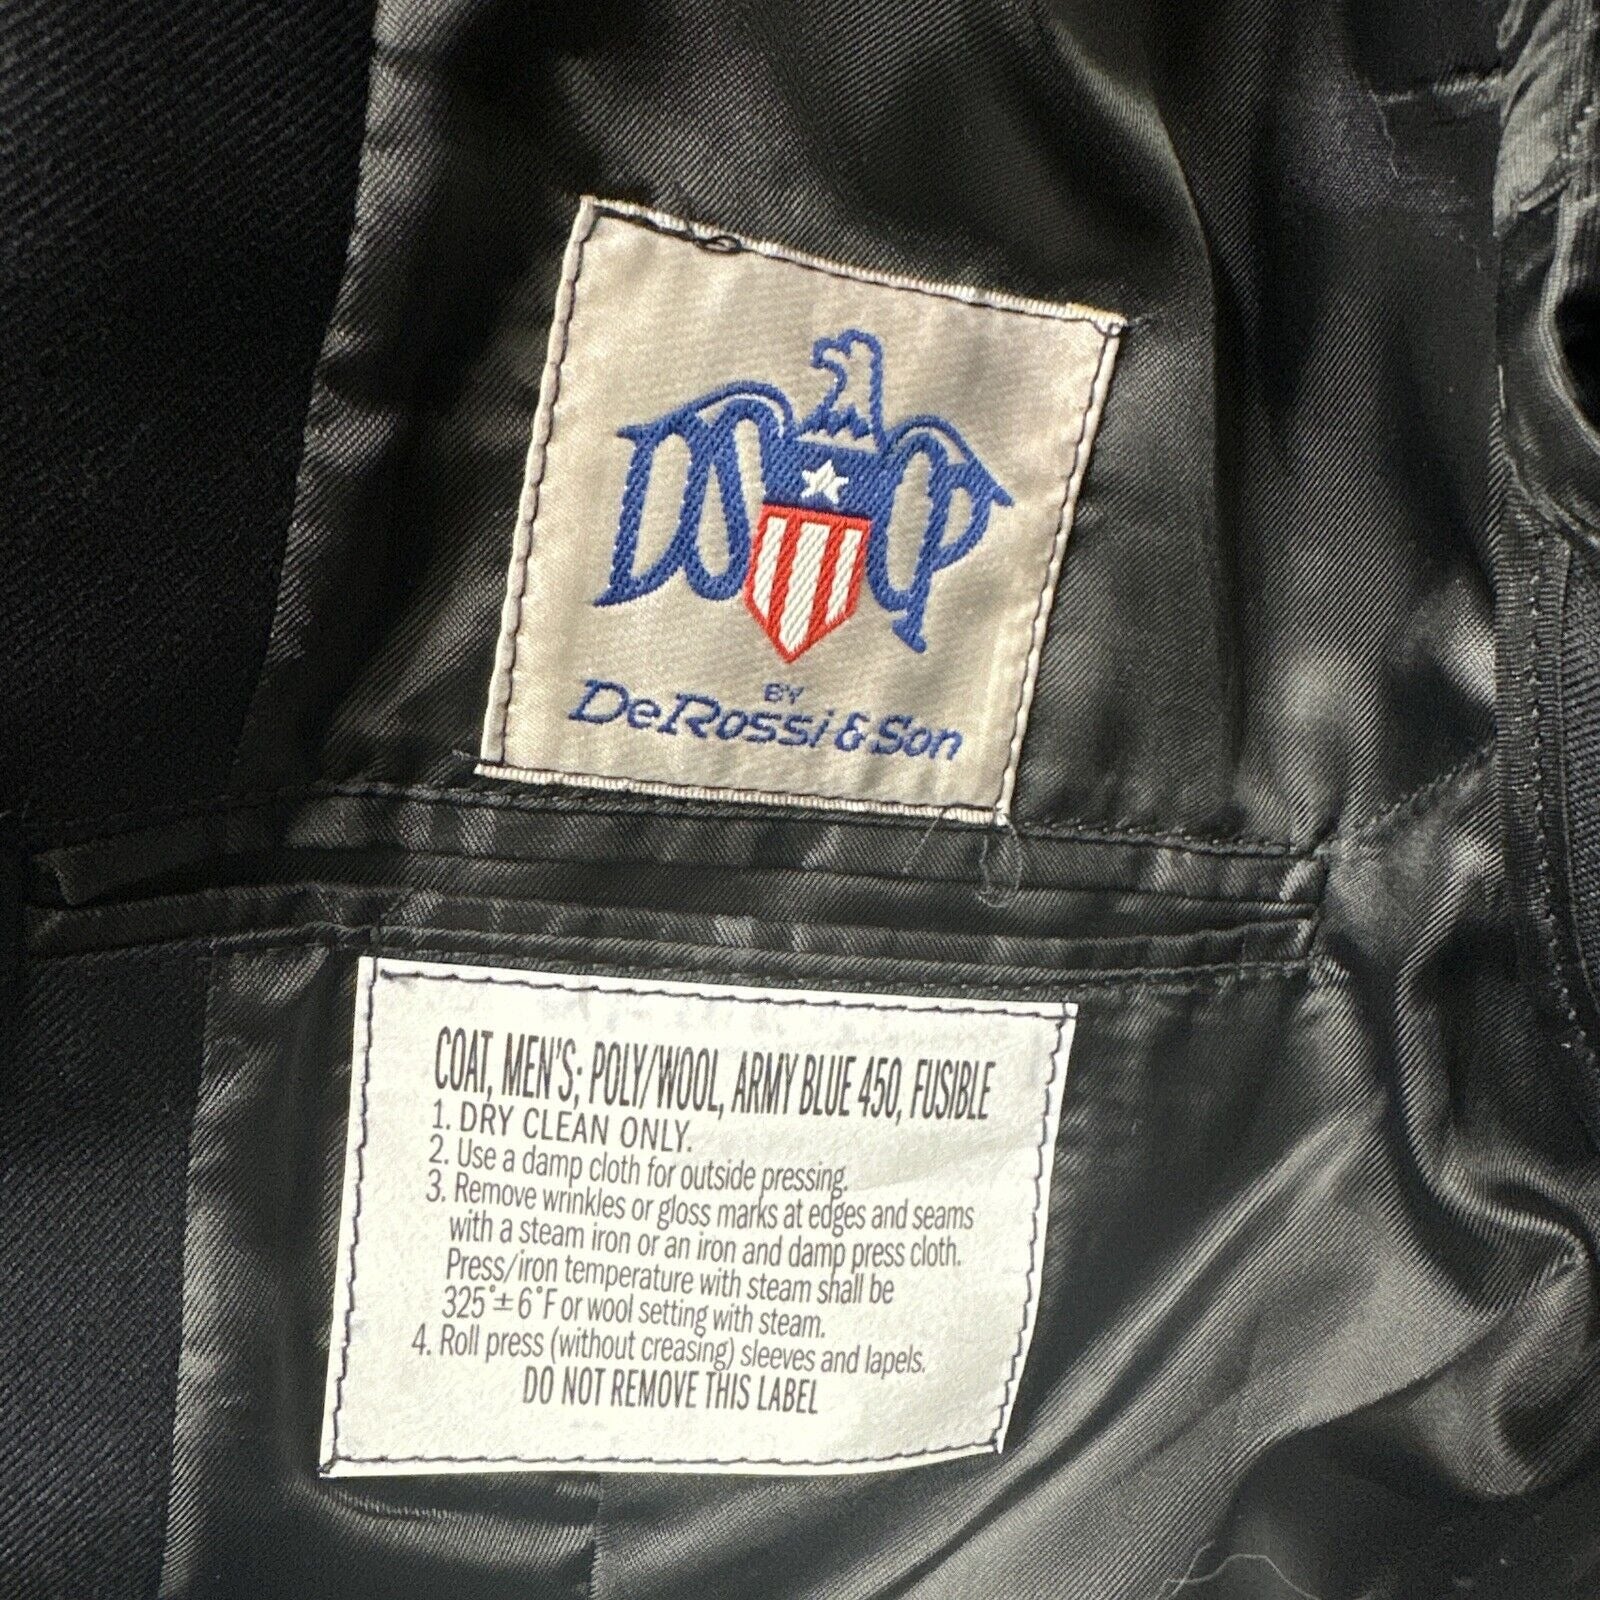 DSCP
BY
DeRossi & Son
COAT, MEN'S; POLY/WOOL, ARMY BLUE 450, FUSIBLE
1. DRY CLEAN ONLY.
2. Use a damp cloth for outside pressing.
3. Remove wrinkles or gloss marks at edges and seams
with a steam iron or an iron and damp press cloth.
Press/iron temperature with steam shall be
325°±6°F or wool setting with steam.
4. Roll press (without creasing) sleeves and lapels.
DO NOT REMOVE THIS LABEL